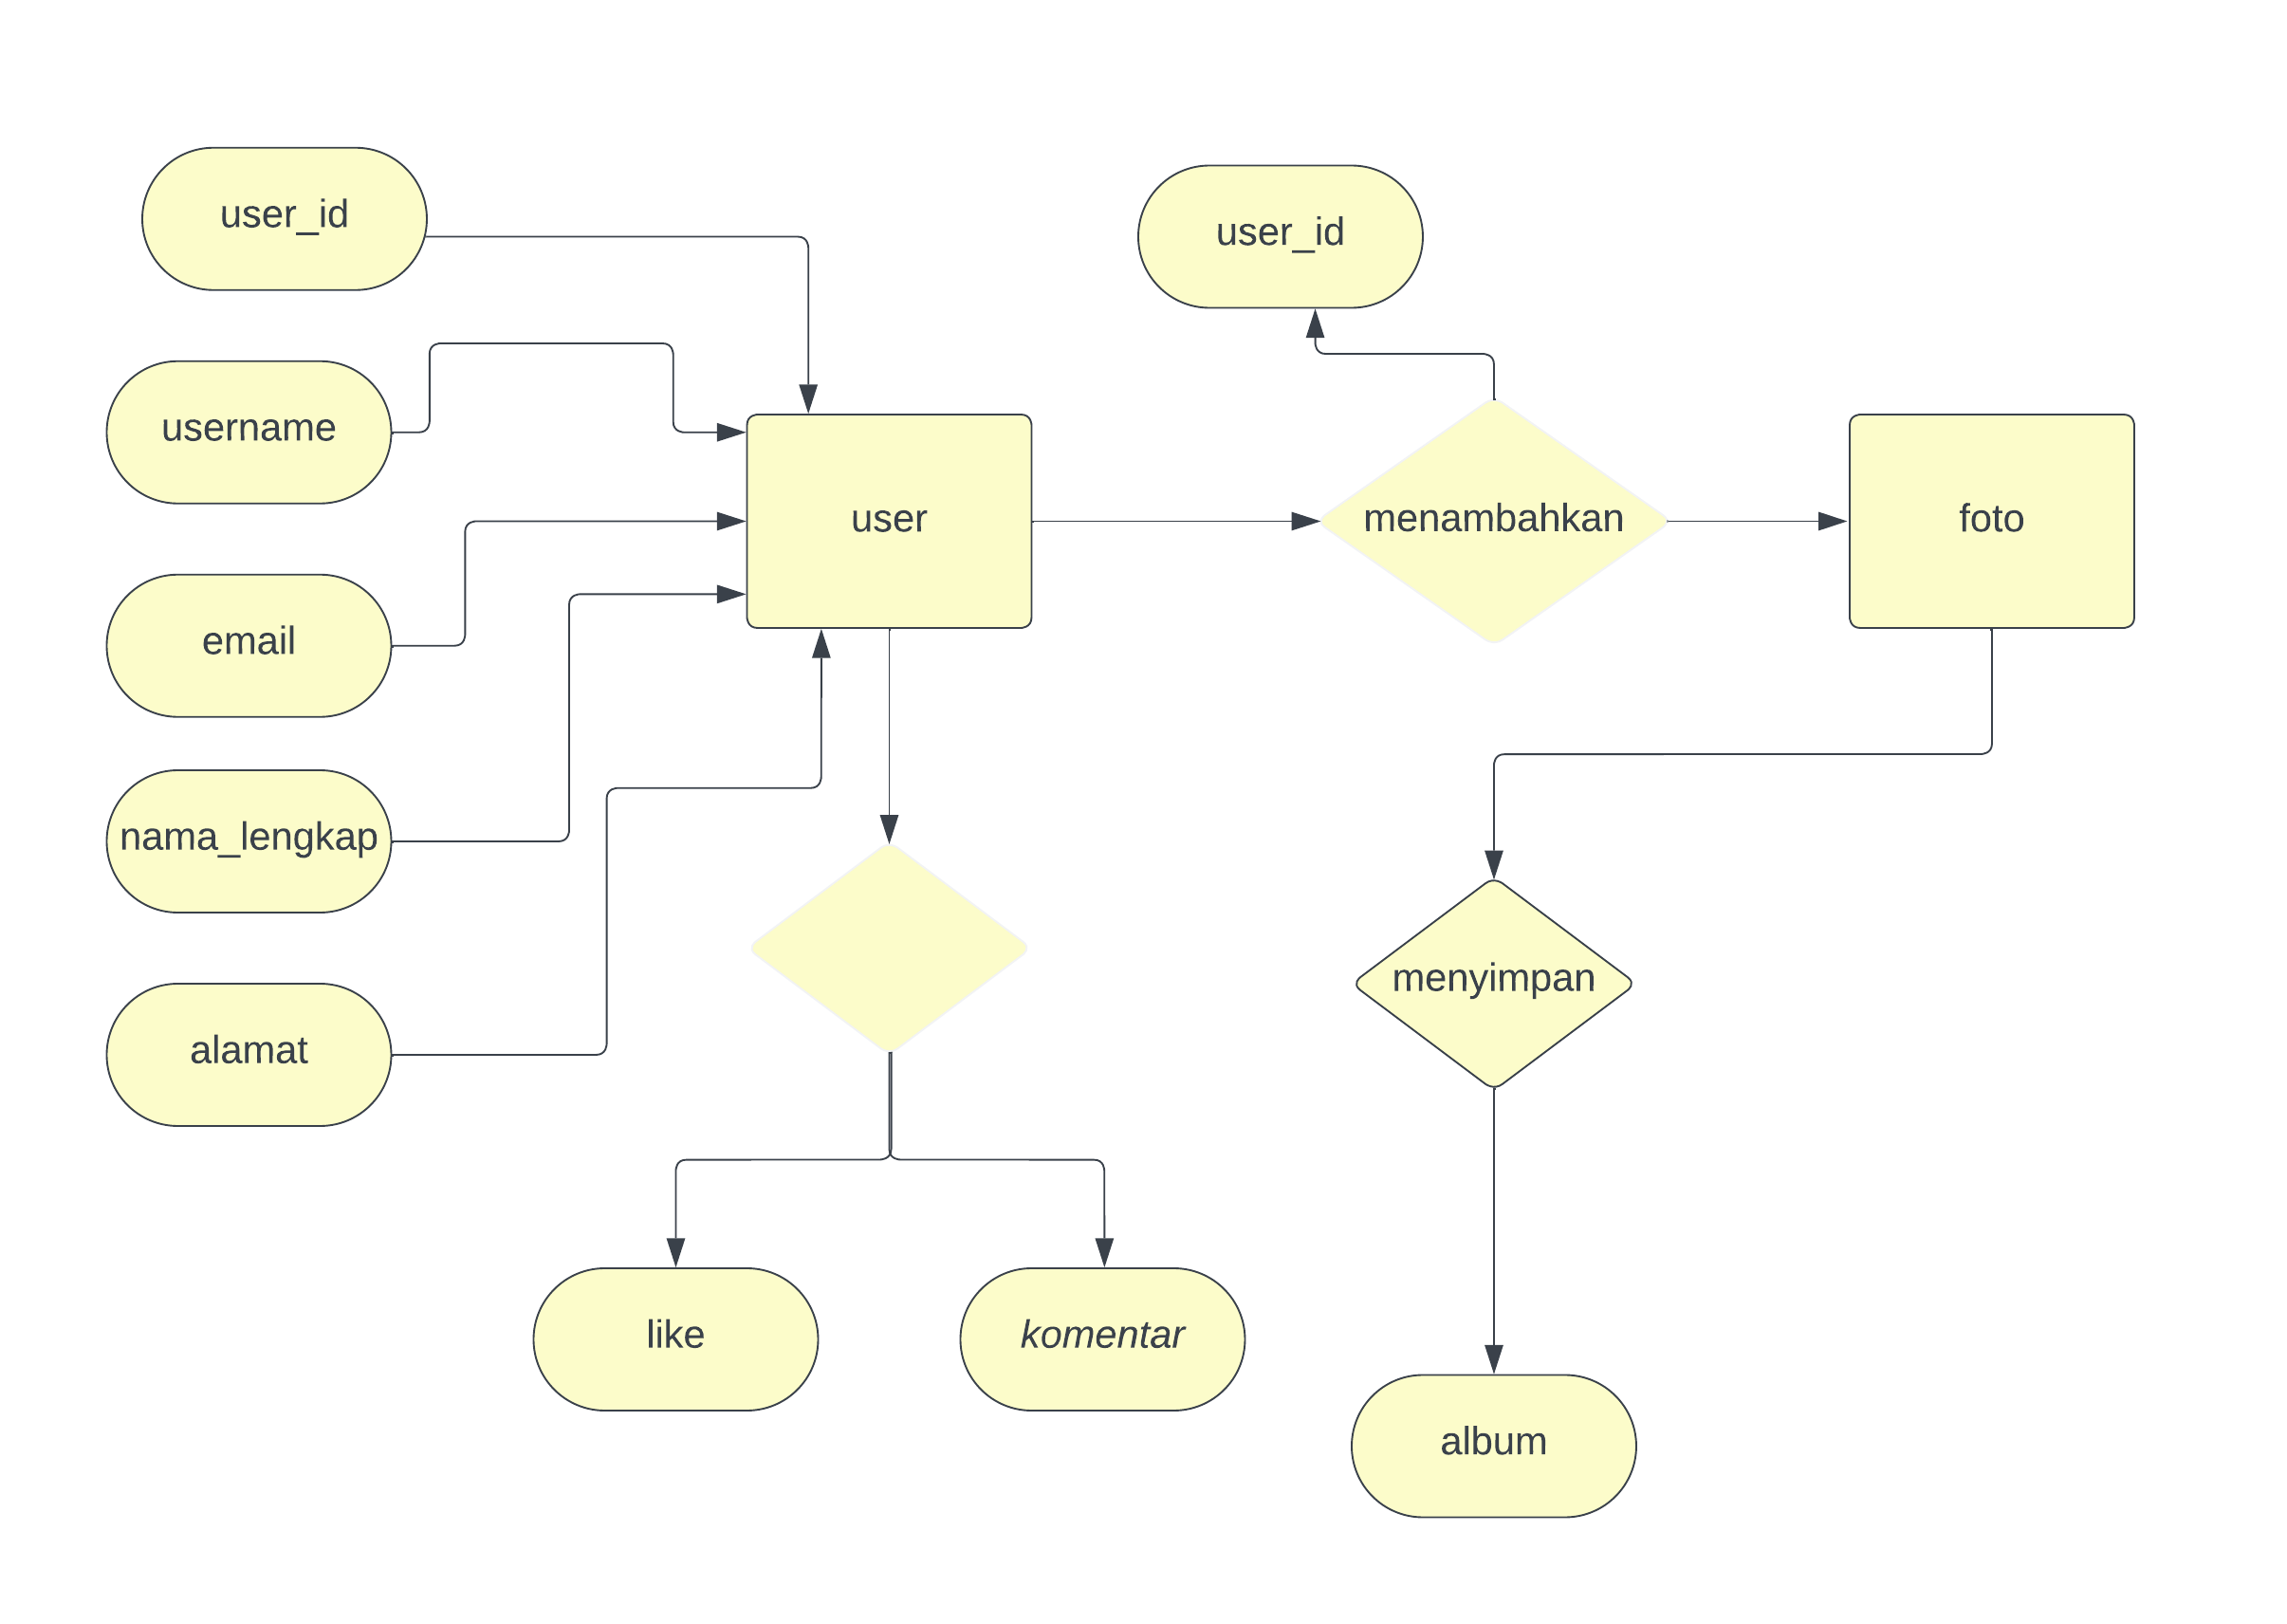 user_id
user_id
username
user
menambahkan
foto
email
nama_lengkap
menyimpan
alamat
like
komentar
album